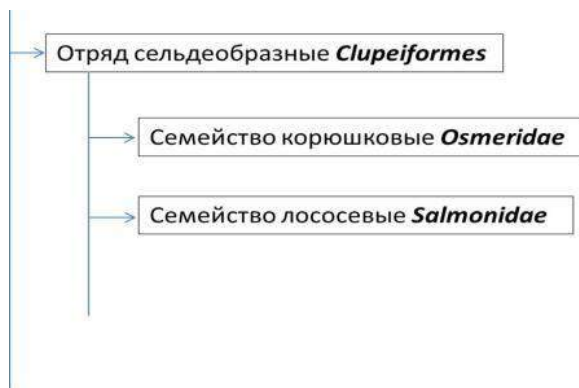 Отряд сельдеобразные Clupeiformes
Семейство корюшковые Osmeridae
Семейство лососевые Salmonidae